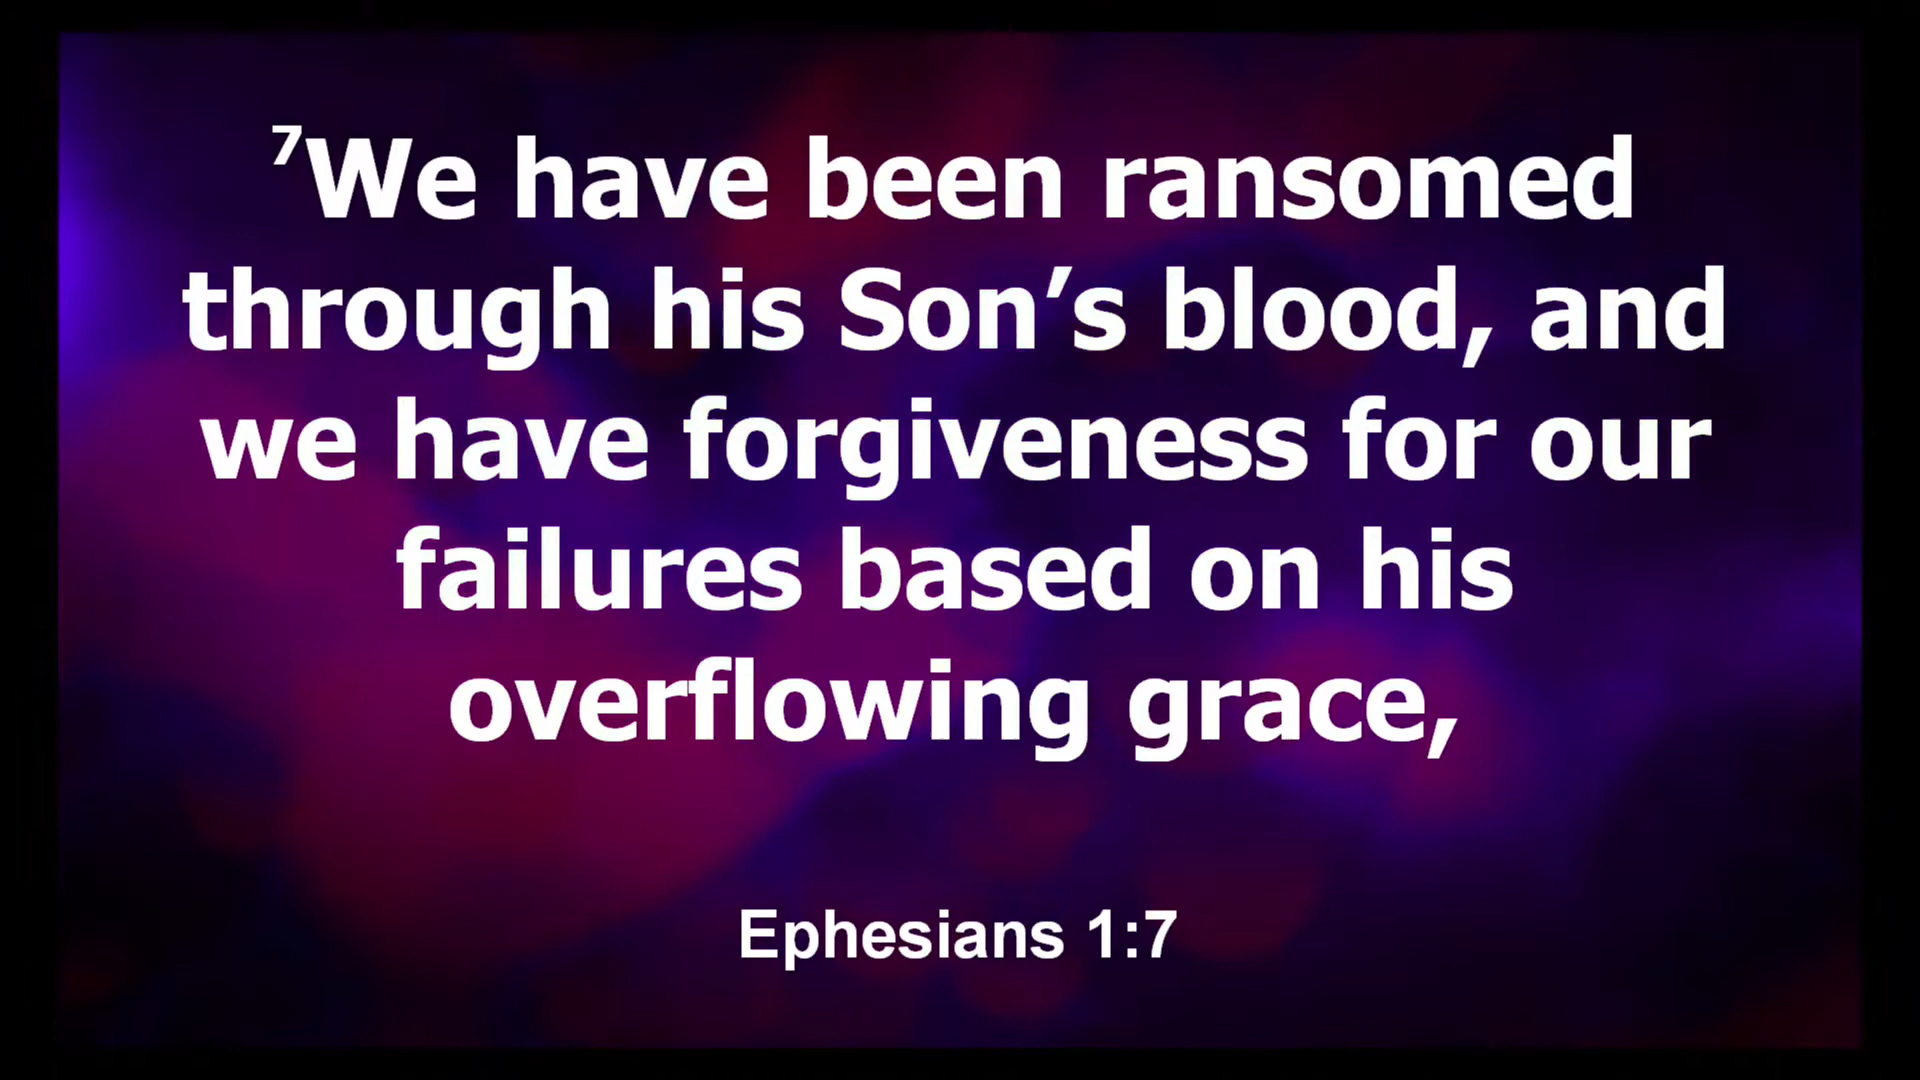 ⁷We have been ransomed
through his Son’s blood, and
we have forgiveness for our
failures based on his
overflowing grace,
Ephesians 1:7